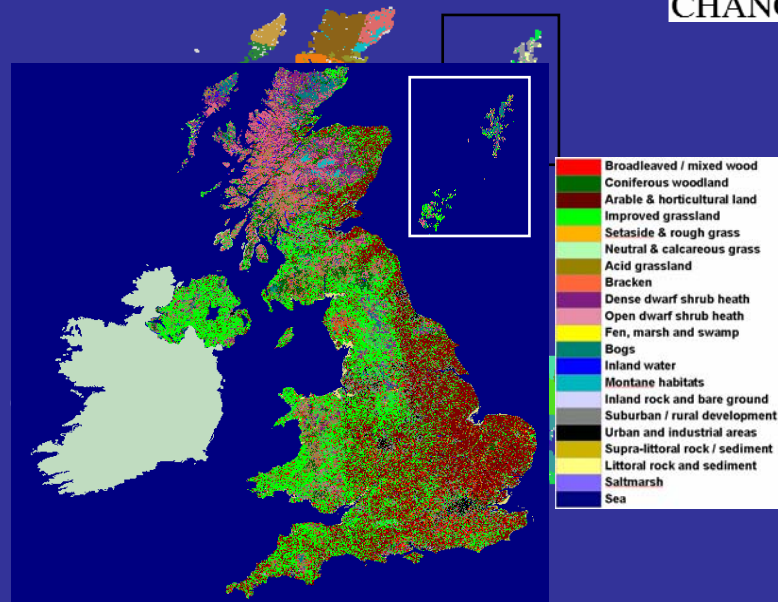 CHANG
Broadleaved / mixed wood
Coniferous woodland
Arable & horticultural land
Improved grassland
Setaside & rough grass
Neutral & calcareous grass
Acid grassland
Bracken
Dense dwarf shrub heath
Open dwarf shrub heath
Fen, marsh and swamp
Bogs
Inland water
Montane habitats
Inland rock and bare ground
Suburban / rural development
Urban and industrial areas
Supra-littoral rock / sediment
Littoral rock and sediment
Saltmarsh
Sea